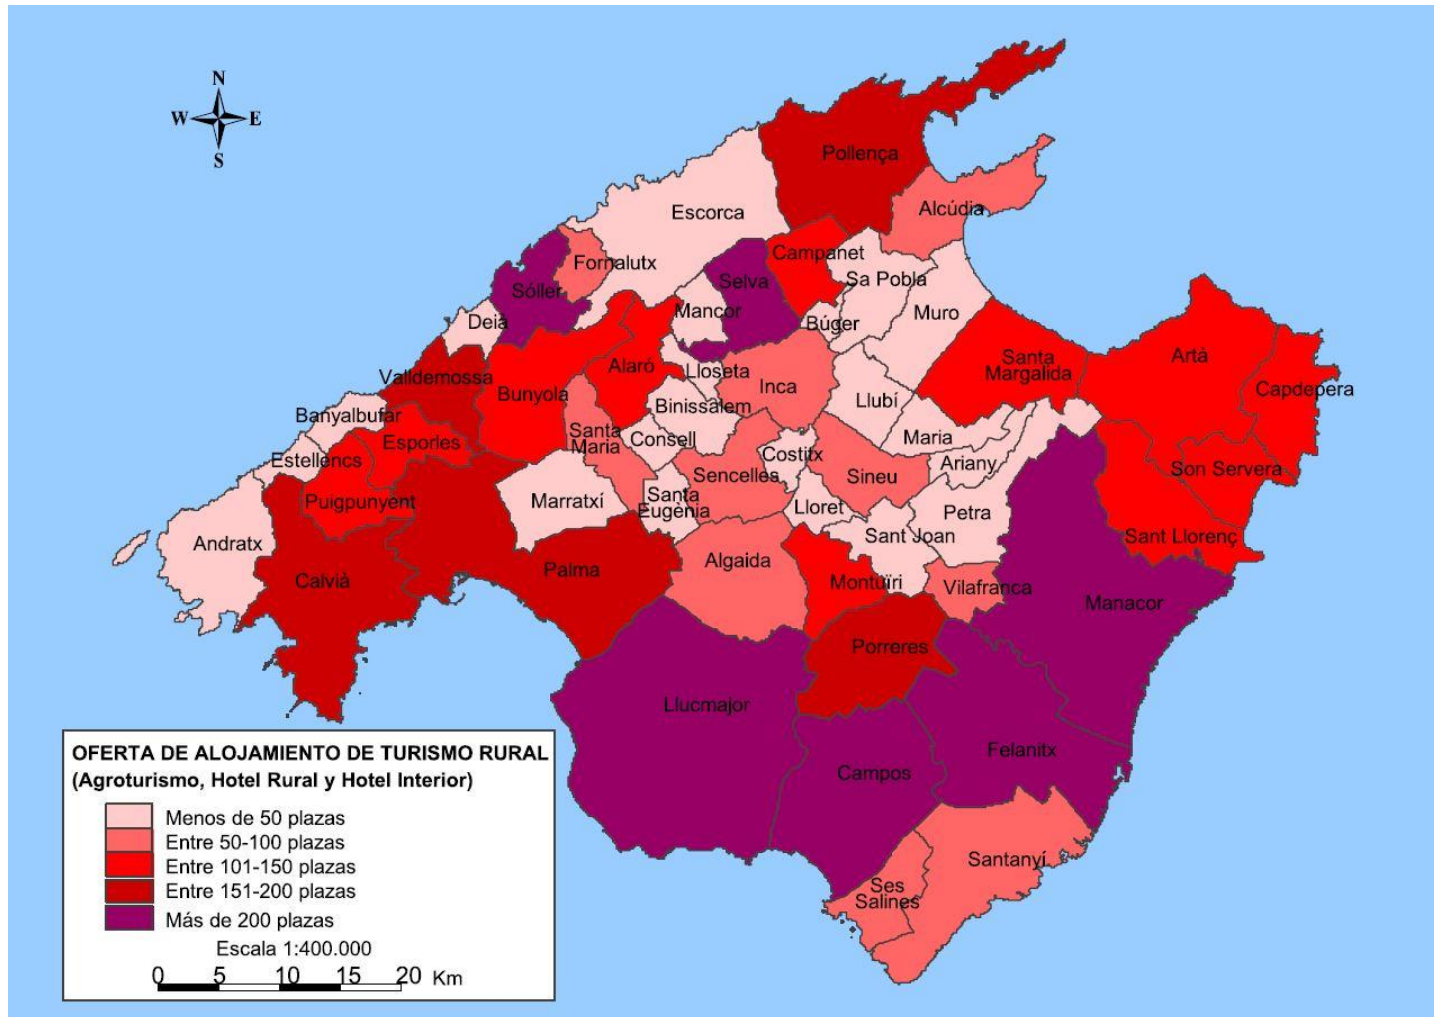 N
W E
S
Pollença
Alcúdia
Escorca
Campanet
Fornalutx
Sa Pobla
Selva
Sóller
Mancor
Muro
Búger
Deià
Artà
Santa
Margalida
Alaró
Lloseta
Valldemossa
Inca
Capdepera
Bunyola
Llubí
Binissalem
Banyalbufar
Santa
Maria
Consell
Maria
Esporles
Costitx
Estellencs
Ariany
Son Servera
Sencelles
Sineu
Puigpunyent
Marratxí
Santa
Eugènia
Lloret
Petra
Andratx
Sant Joan
Sant Llorenç
Algaida
Palma
Calvià
Montuïri
Vilafranca
Manacor
Porreres
Llucmajor
Felanitx
Campos
Santanyí
Ses
Salines
OFERTA DE ALOJAMIENTO DE TURISMO RURAL
(Agroturismo, Hotel Rural y Hotel Interior)
Menos de 50 plazas
Entre 50-100 plazas
Entre 101-150 plazas
Entre 151-200 plazas
Más de 200 plazas
Escala 1:400.000
0 5 10 15 20 Km